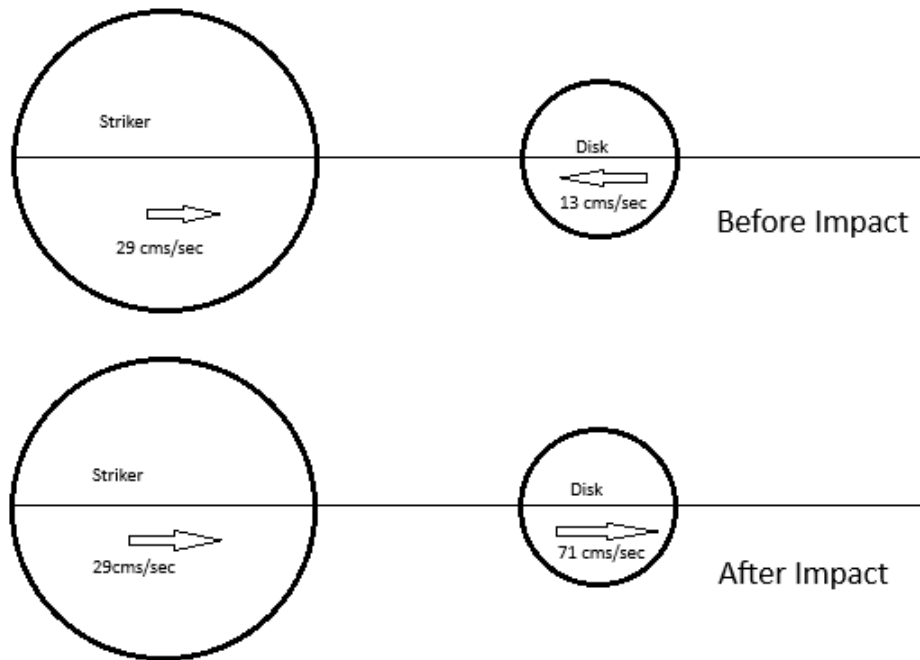 Striker
29 cms/sec
Disk
13 cms/sec
Before Impact
Striker
29cms/sec
Disk
71 cms/sec
After Impact